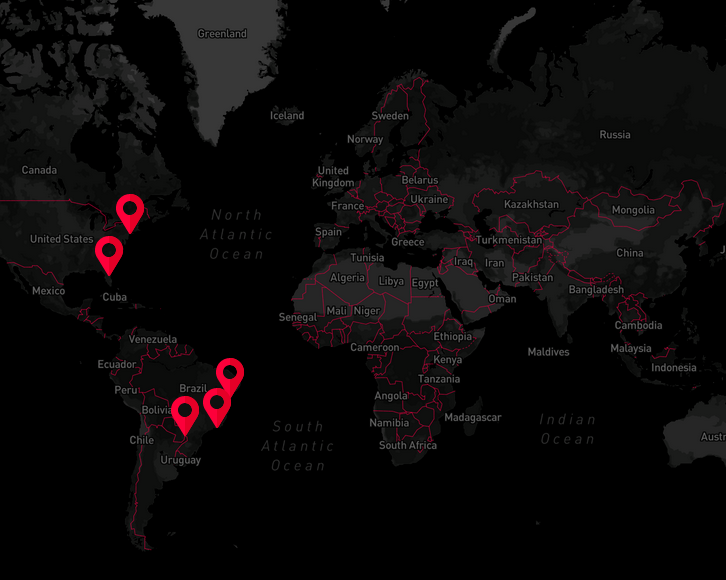 Greenland
Iceland
Sweden
Norway
Russia
Canada
United
Kingdom
Belarus
Ukraine
Kazakhstan
Mongolia
France
North
Atlantic
Ocean
Spain
Greece
Turkmenistan
United States
China
Tunisia
Iraq
Iran
Algeria
Libya
Egypt
Pakistan
Mexico
Cuba
Oman
Bangladesh
Senegal
Mali
Niger
Cambodia
Venezuela
Cameroon
Ethiopia
Maldives
Malaysia
Ecuador
Kenya
Indonesia
Peru
Brazil
Tanzania
Angola
Bolivia
Madagascar
Namibia
Indian
Ocean
Chile
South
Atlantic
Ocean
South Africa
Austr
Uruguay